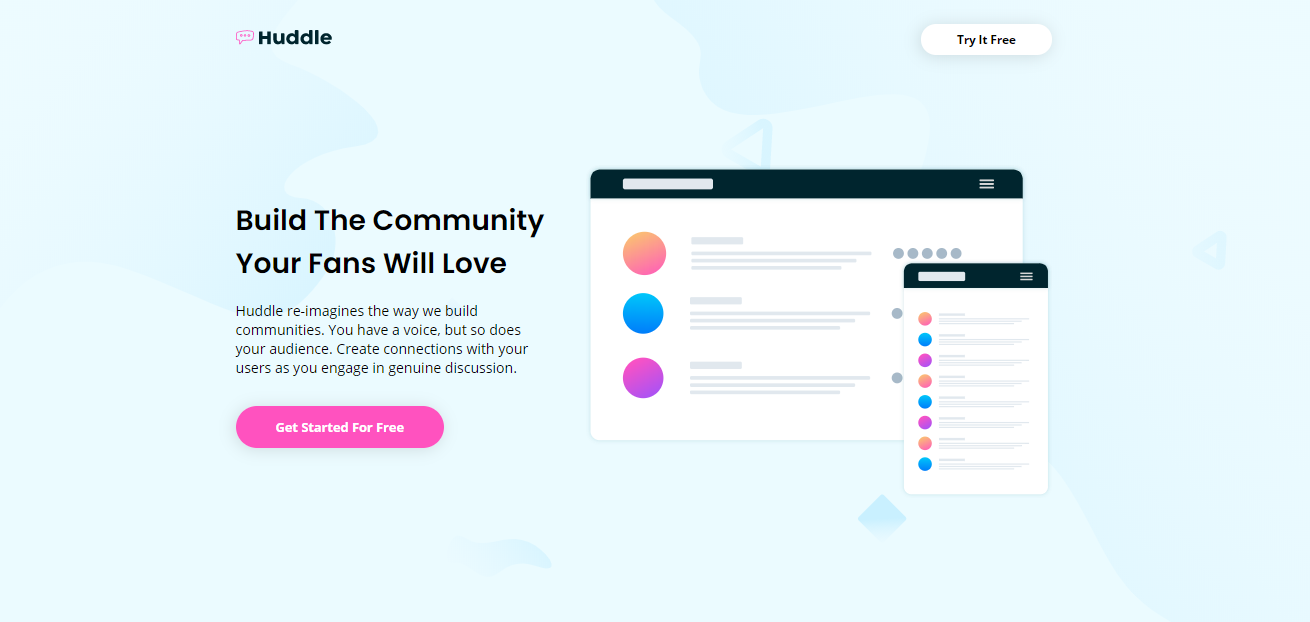 Huddle
Try It Free
Build The Community
Your Fans Will Love
Huddle re-imagines the way we build
communities. You have a voice, but so does
your audience. Create connections with your
users as you engage in genuine discussion.
Get Started For Free